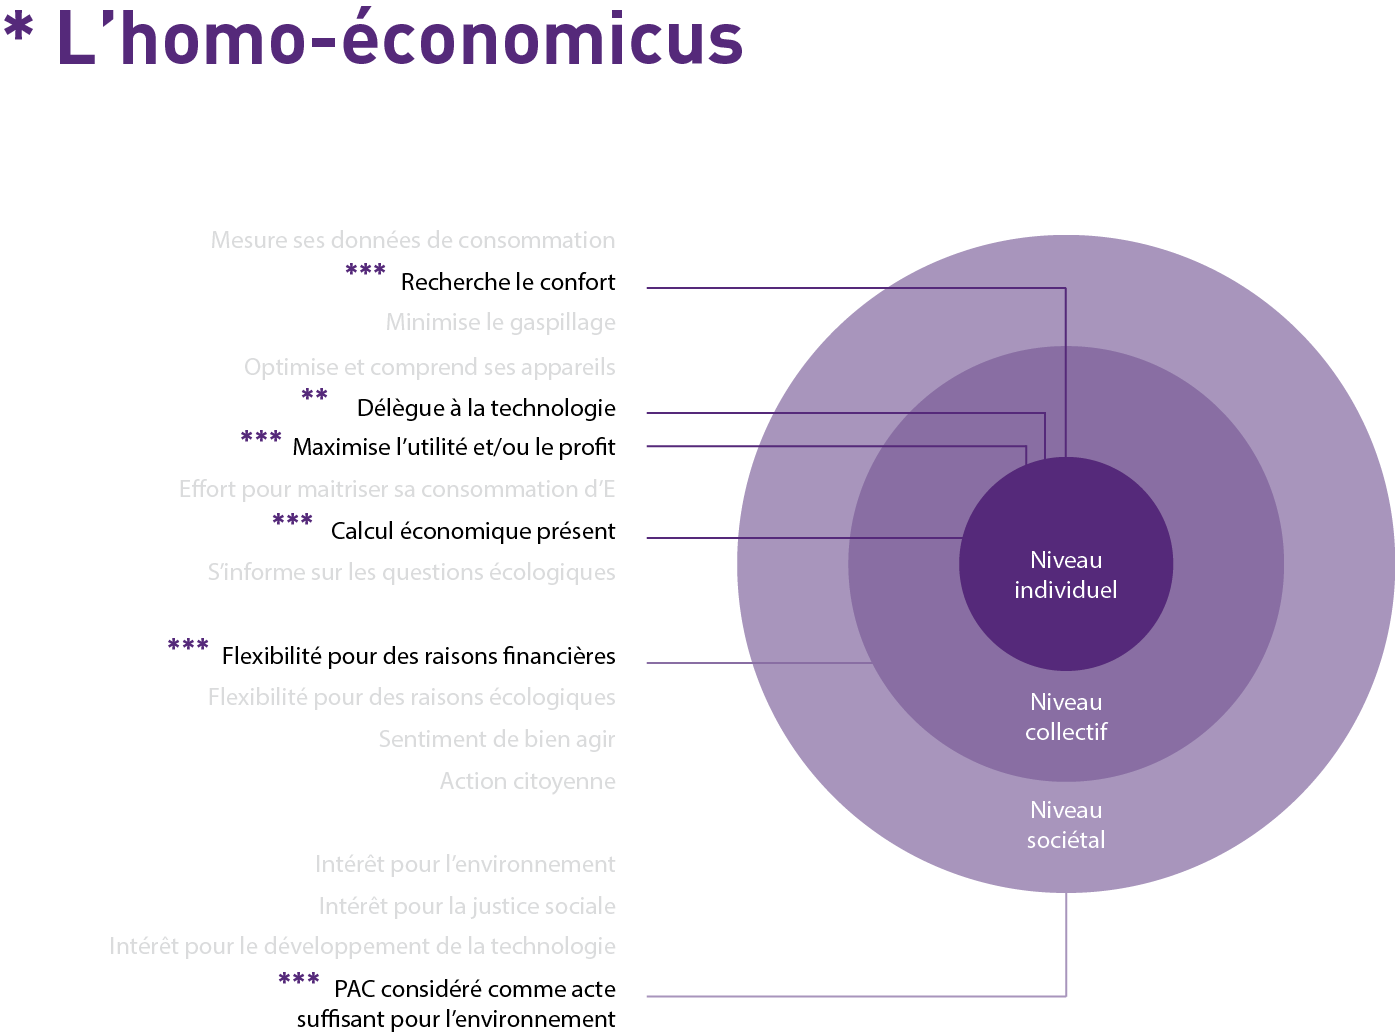 * L’homo-économicus
Mesure ses données de consommation
*** Recherche le confort
Minimise le gaspillage
Optimise et comprend ses appareils
** Délègue à la technologie
*** Maximise l’utilité et/ou le profit
Effort pour maitriser sa consommation d’E
*** Calcul économique présent
S’informe sur les questions écologiques
*** Flexibilité pour des raisons financières
Flexibilité pour des raisons écologiques
Sentiment de bien agir
Action citoyenne
Intérêt pour l’environnement
Intérêt pour la justice sociale
Intérêt pour le développement de la technologie
*** PAC considéré comme acte
suffisant pour l’environnement
Niveau
individuel
Niveau
collectif
Niveau
sociétal